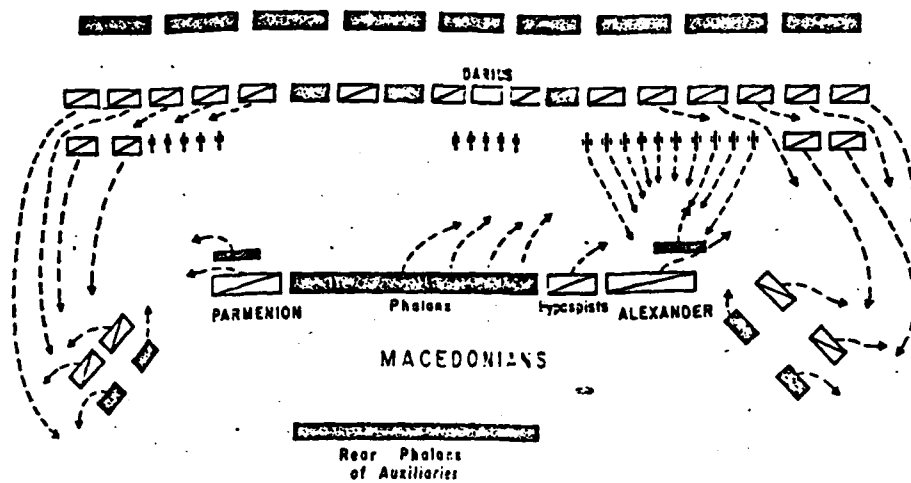 DARIUS
PARMENION
Phalanx
Hypaspists
ALEXANDER
MACEDONIANS
Rear Phalanx
of Auxiliaries